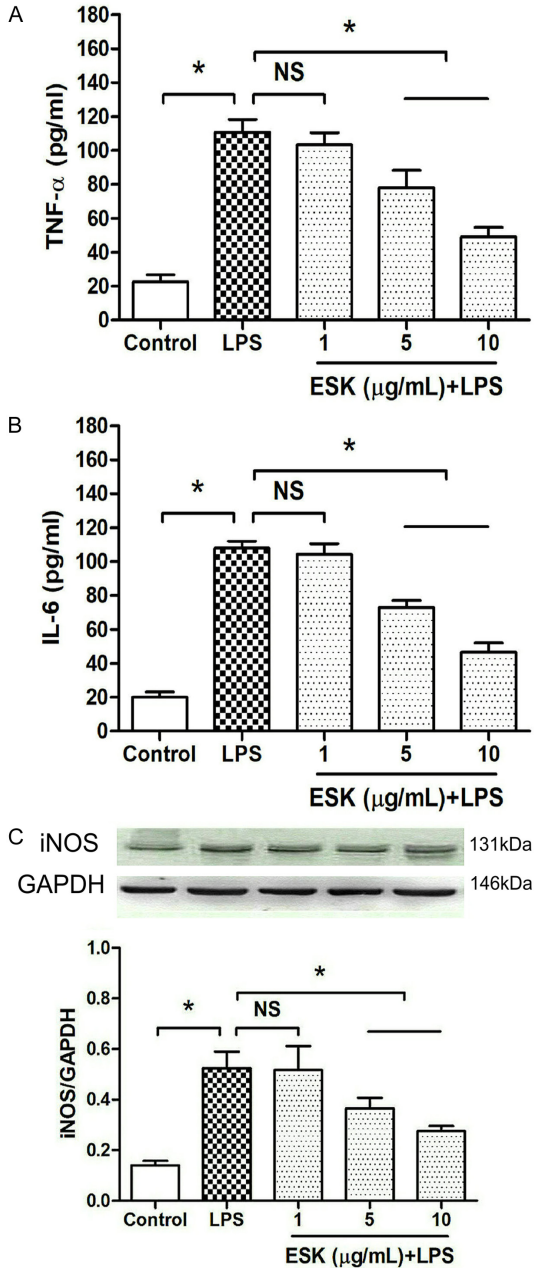 A
TNF-α (pg/ml)
180
160
140
120
100
80
60
40
20
0
*
*
NS
Control LPS 1 5 10
ESK (μg/mL)+LPS
B
IL-6 (pg/ml)
180
160
140
120
100
80
60
40
20
0
*
*
NS
Control LPS 1 5 10
ESK (μg/mL)+LPS
C
iNOS 131kDa
GAPDH 146kDa
iNOS/GAPDH
1.0
0.8
0.6
0.4
0.2
0.0
*
*
NS
Control LPS 1 5 10
ESK (μg/mL)+LPS